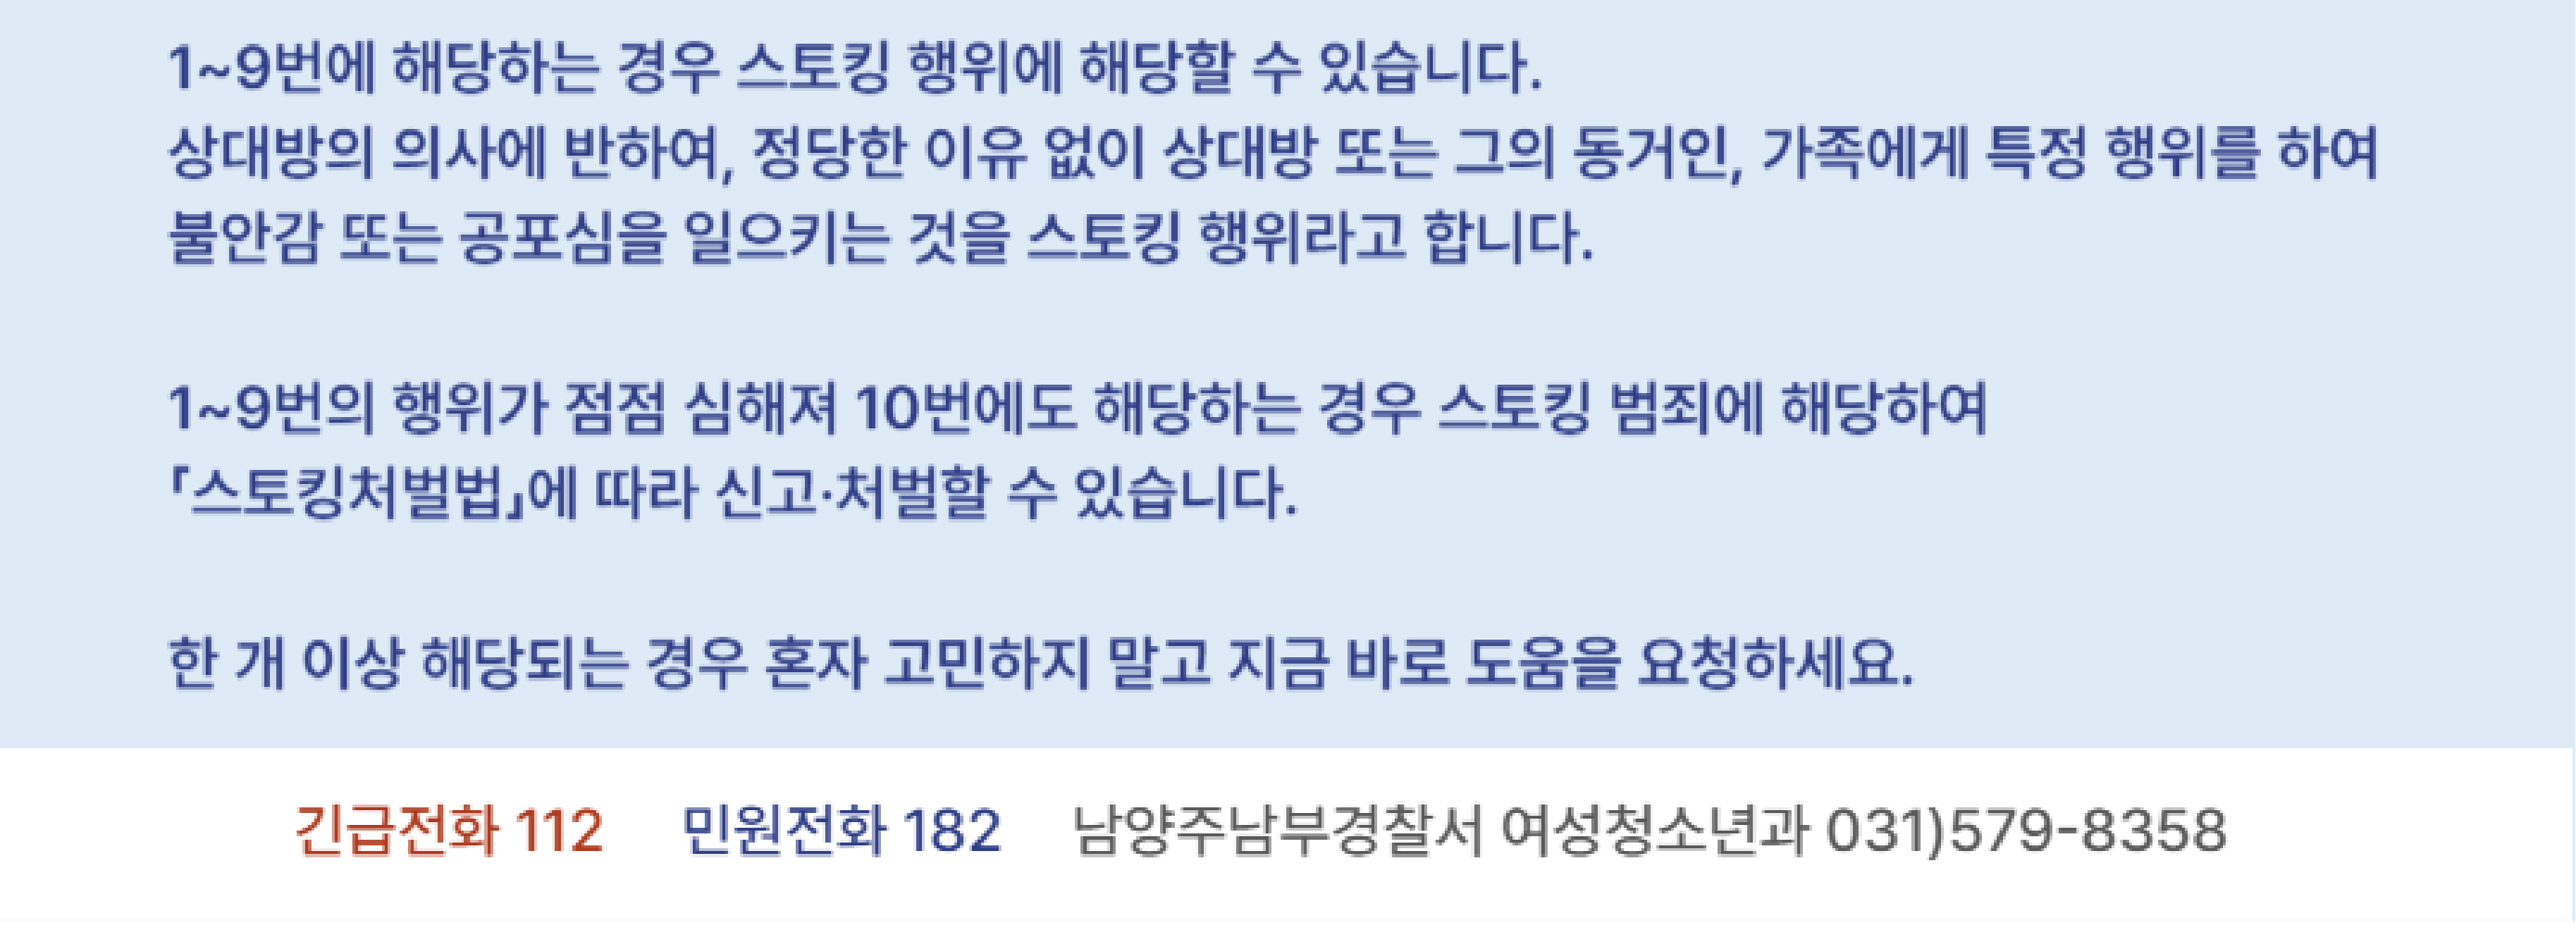 1~9번에 해당하는 경우 스토킹 행위에 해당할 수 있습니다.
상대방의 의사에 반하여, 정당한 이유 없이 상대방 또는 그의 동거인, 가족에게 특정 행위를 하여
불안감 또는 공포심을 일으키는 것을 스토킹 행위라고 합니다.
1~9번의 행위가 점점 심해져 10번에도 해당하는 경우 스토킹 범죄에 해당하여
「스토킹처벌법」에 따라 신고·처벌할 수 있습니다.
한 개 이상 해당되는 경우 혼자 고민하지 말고 지금 바로 도움을 요청하세요.
긴급전화 112 민원전화 182 남양주남부경찰서 여성청소년과 031)579-8358